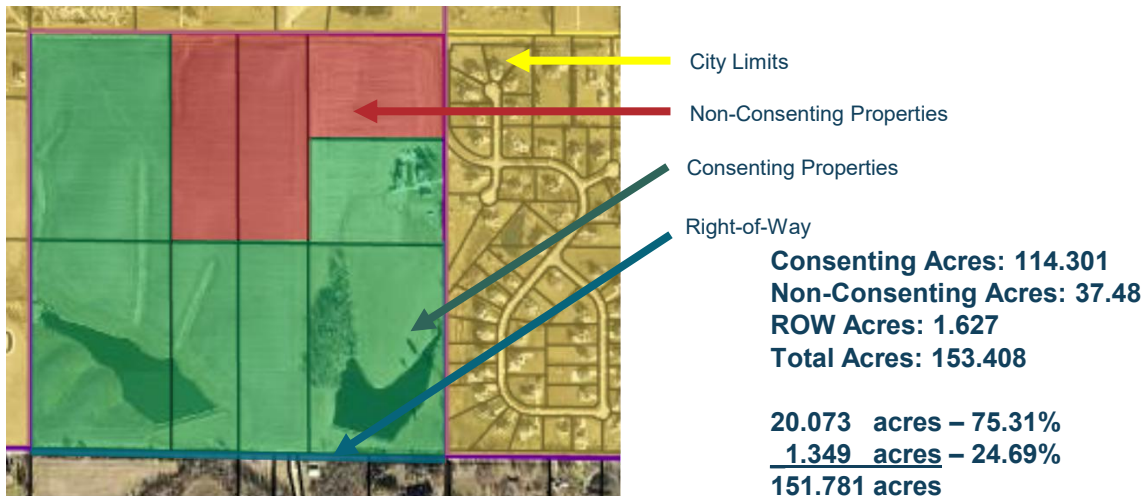 City Limits
Non-Consenting Properties
Consenting Properties
Right-of-Way
Consenting Acres: 114.301
Non-Consenting Acres: 37.48
ROW Acres: 1.627
Total Acres: 153.408
20.073 acres – 75.31%
1.349 acres – 24.69%
151.781 acres